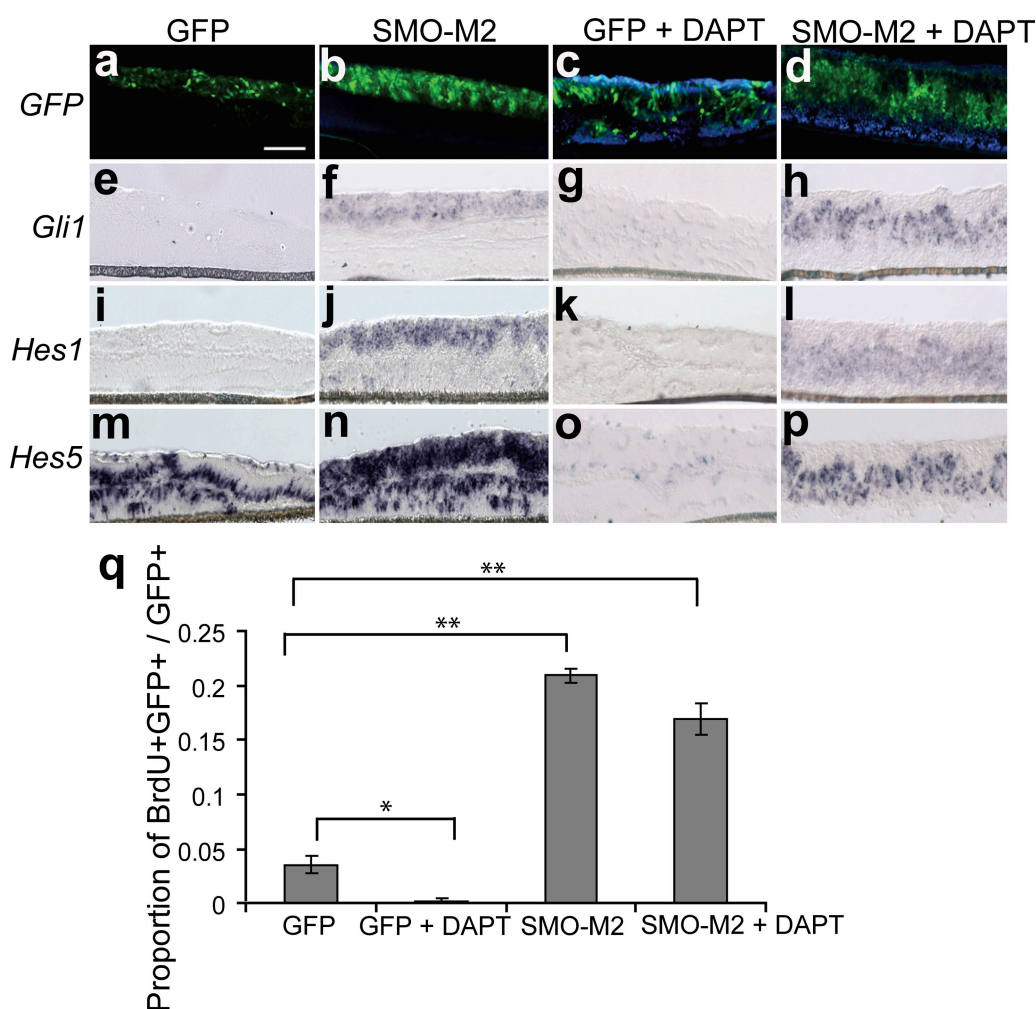 GFP SMO-M2 GFP + DAPT SMO-M2 + DAPT
GFP a b c d
Gli1 e f g h
Hes1 i j k l
Hes5 m n o p
q
Proportion of BrdU+GFP+ / GFP+
**
**
*
0.25
0.2
0.15
0.1
0.05
0
GFP GFP + DAPT SMO-M2 SMO-M2 + DAPT